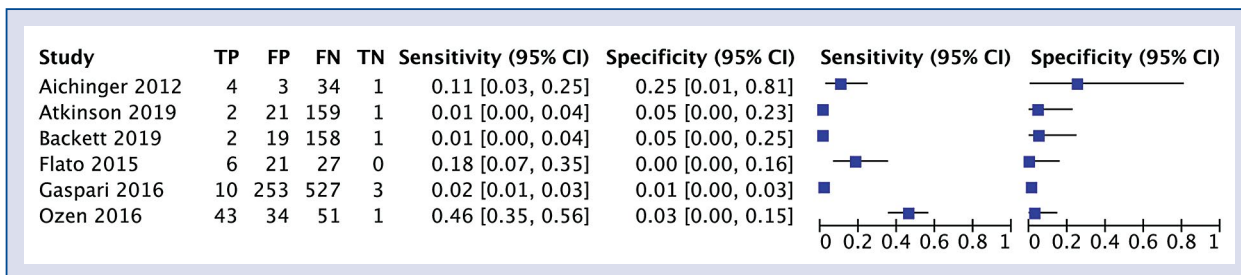 Study TP FP FN TN Sensitivity (95% CI) Specificity (95% CI) Sensitivity (95% CI) Specificity (95% CI)
Aichinger 2012 4 3 34 1 0.11 [0.03, 0.25] 0.25 [0.01, 0.81]
Atkinson 2019 2 21 159 1 0.01 [0.00, 0.04] 0.05 [0.00, 0.23]
Backett 2019 2 19 158 1 0.01 [0.00, 0.04] 0.05 [0.00, 0.25]
Flato 2015 6 21 27 0 0.18 [0.07, 0.35] 0.00 [0.00, 0.16]
Gaspari 2016 10 253 527 3 0.02 [0.01, 0.03] 0.01 [0.00, 0.03]
Ozen 2016 43 34 51 1 0.46 [0.35, 0.56] 0.03 [0.00, 0.15]
0 0.2 0.4 0.6 0.8 1 0 0.2 0.4 0.6 0.8 1